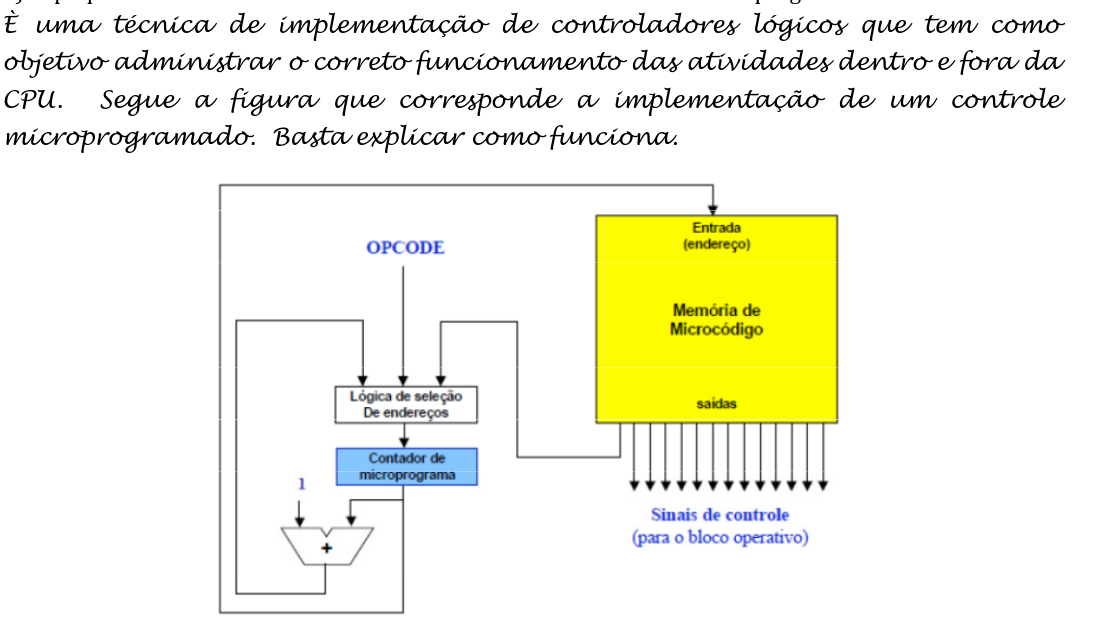 È uma técnica de implementação de controladores lógicos que tem como
objetivo administrar o correto funcionamento das atividades dentro e fora da
CPU. Segue a figura que corresponde a implementação de um controle
microprogramado. Basta explicar como funciona.
Entrada
(endereço)
OPCODE
Memória de
Microcódigo
Lógica de seleção
De endereços
saídas
Contador de
microprograma
1
Sinais de controle
(para o bloco operativo)
+